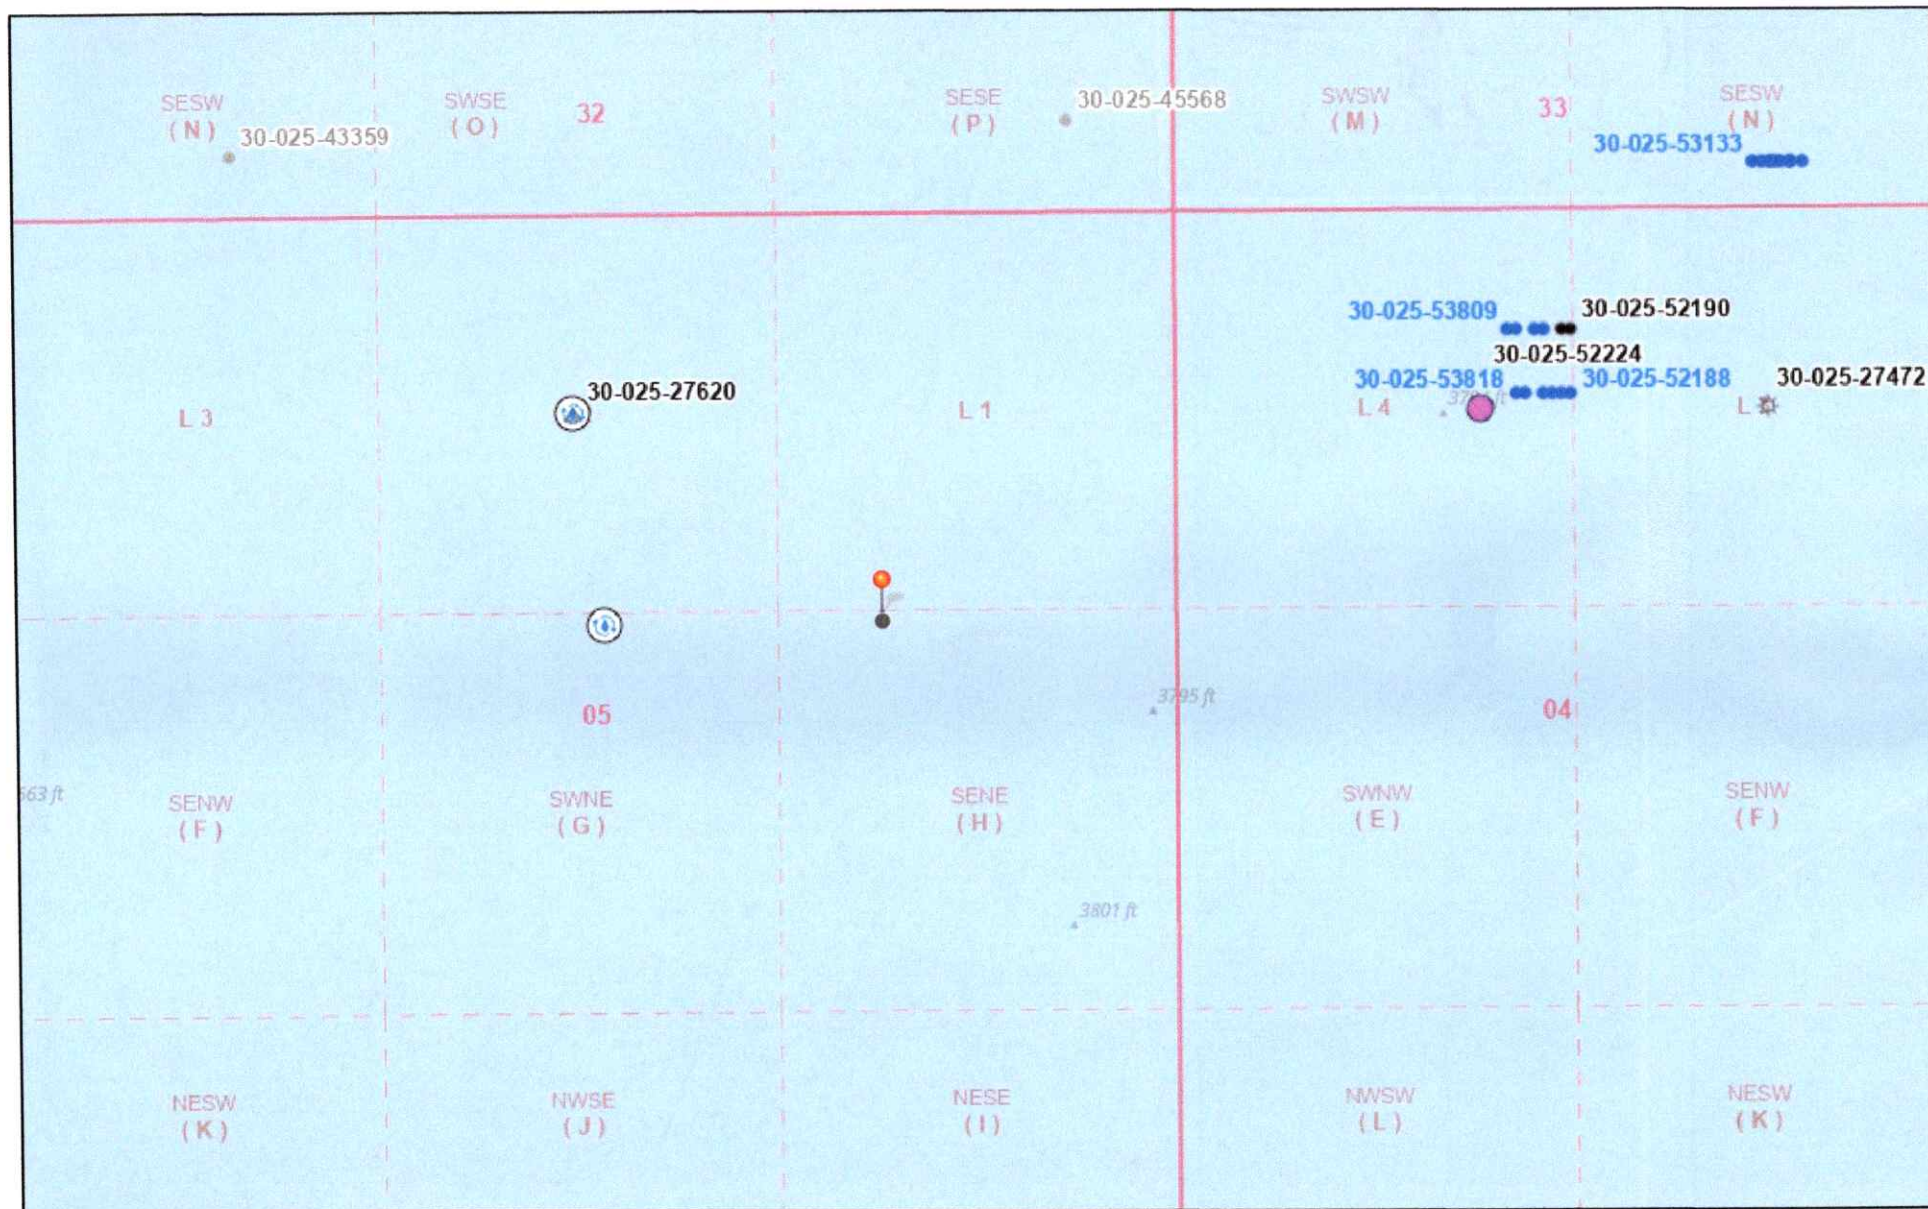 SESW
( N )
30-025-43359
SWSE
( O )
32
SESE
( P )
30-025-45568
SWSW
( M )
33
SESW
( N )
30-025-53133
30-025-53809
30-025-52190
30-025-52224
30-025-53818
30-025-52188
30-025-27472
30-025-27620
L 3
L 1
L 4
L
05
3795 ft
04
563 ft
SENW
( F )
SWNE
( G )
SENE
( H )
SWNW
( E )
SENW
( F )
3801 ft
NESW
( K )
NWSE
( J )
NESE
( I )
NWSW
( L )
NESW
( K )